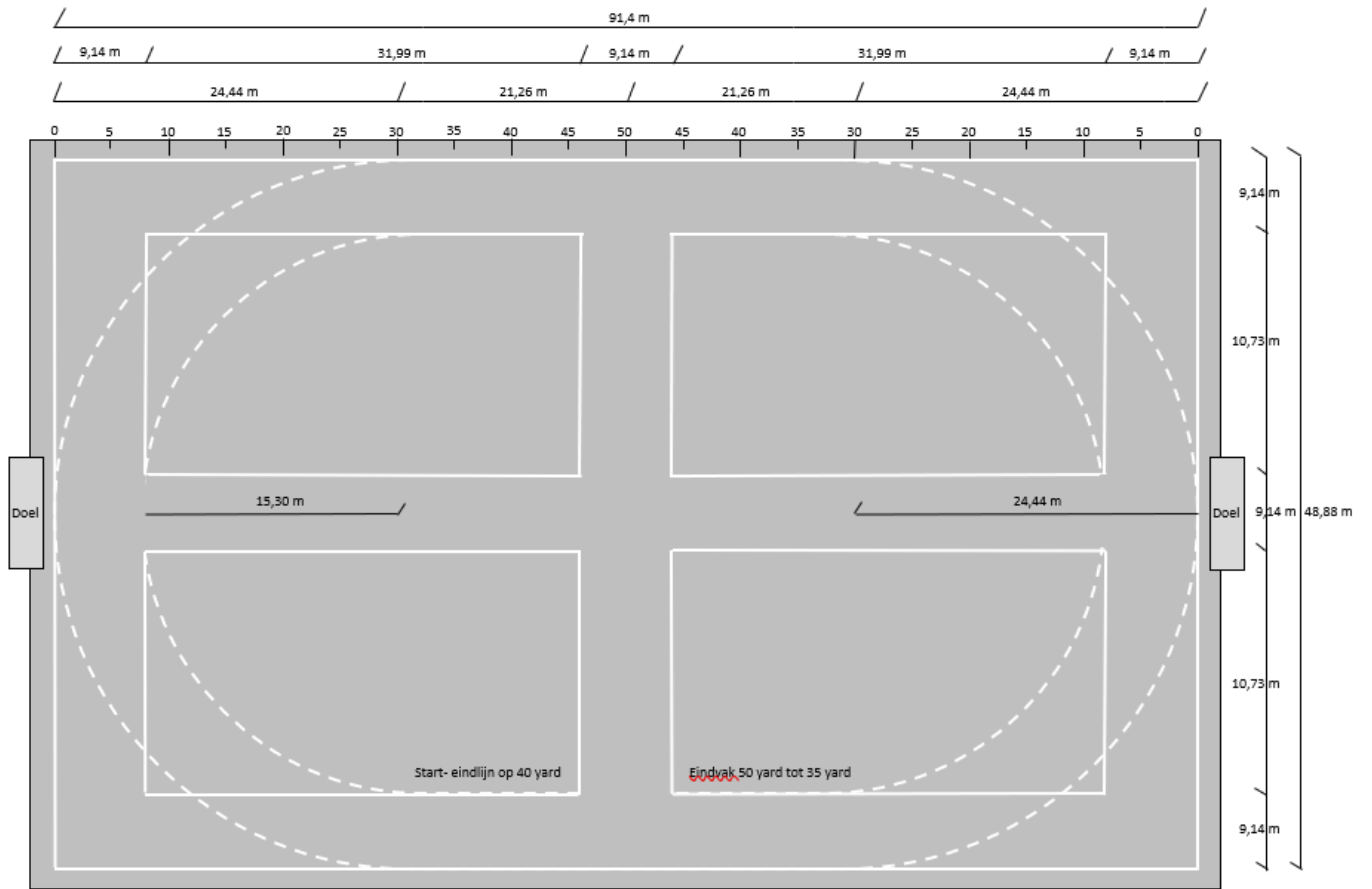 91,4 m
9,14 m 31,99 m 9,14 m 31,99 m 9,14 m
24,44 m 21,26 m 21,26 m 24,44 m
0 5 10 15 20 25 30 35 40 45 50 45 40 35 30 25 20 15 10 5 0
9,14 m
10,73 m
15,30 m 24,44 m
Doel Doel 9,14 m 48,88 m
10,73 m
Start- eindlijn op 40 yard Eindvak 50 yard tot 35 yard
9,14 m